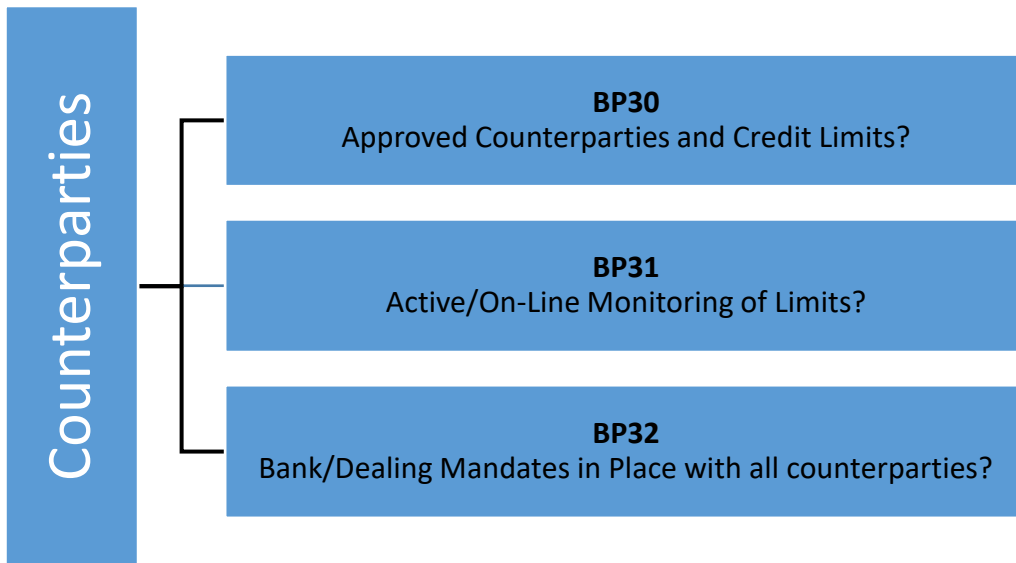 Counterparties
BP30
Approved Counterparties and Credit Limits?
BP31
Active/On-Line Monitoring of Limits?
BP32
Bank/Dealing Mandates in Place with all counterparties?